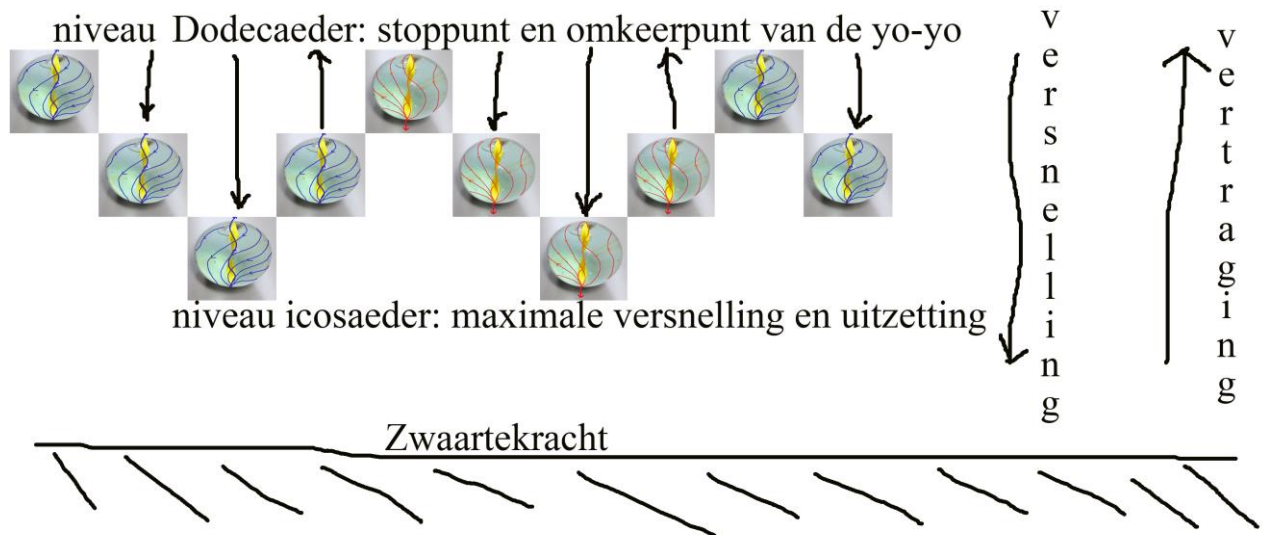 niveau Dodecaeder: stoppunt en omkeerpunt van de yo-yo
niveau icosaeder: maximale versnelling en uitzetting
versnelling
vertraging
Zwaartekracht